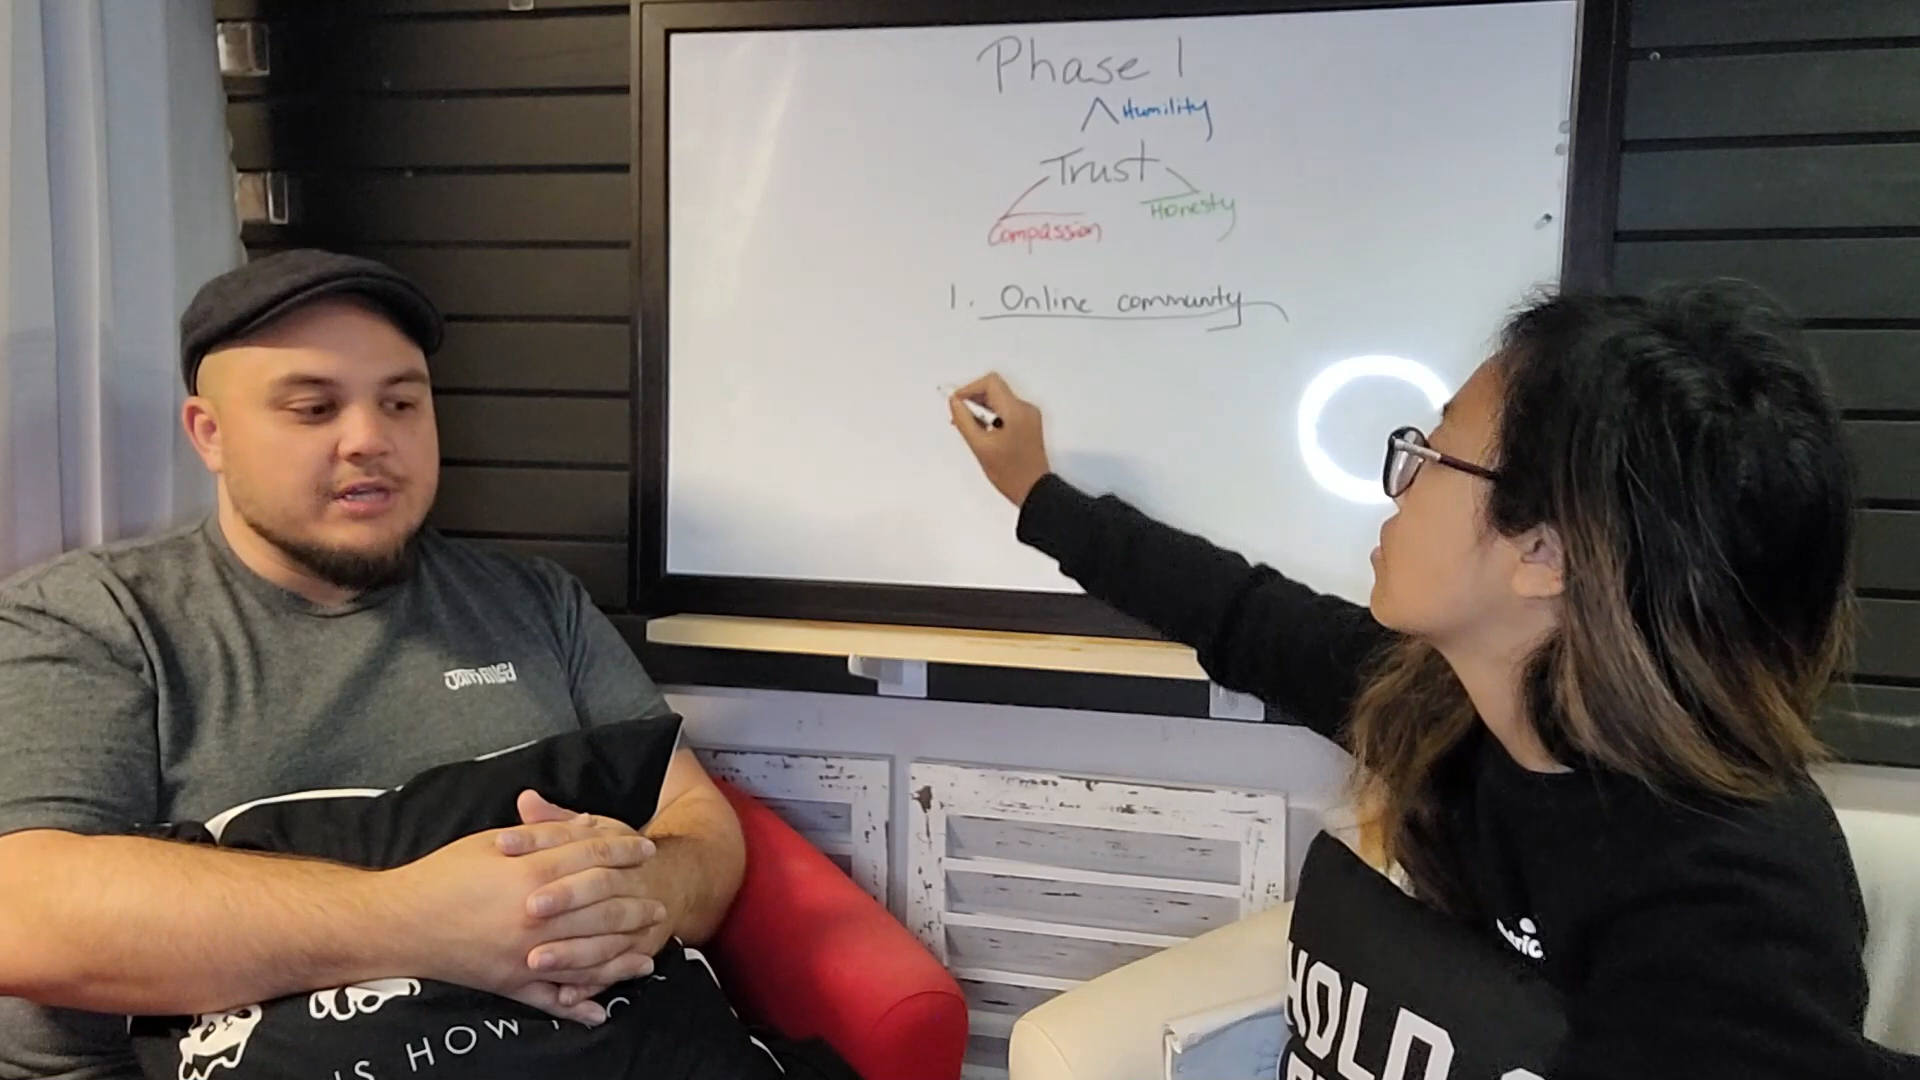 Phase 1
Humility
Trust
Honesty
Compassion
1. Online community
IS HOW I
HOLD